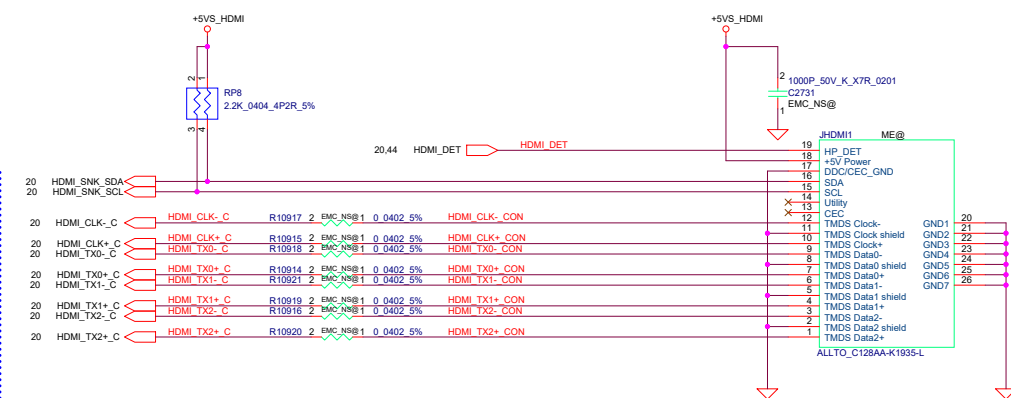 +5VS_HDMI
+5VS_HDMI
2 1
RP8
2.2K_0404_4P2R_5%
3 4
2
1000P_50V_K_X7R_0201
C2731
EMC_NS@
1
JHDMI1 ME@
20,44 HDMI_DET HDMI_DET 19 HP_DET
18 +5V Power
17 DDC/CEC_GND
20 HDMI_SNK_SDA 16 SDA
20 HDMI_SNK_SCL 15 SCL
14 Utility
13 CEC
20 HDMI_CLK-_C HDMI_CLK-_C R10917 2 EMC_NS@1 0_0402_5% HDMI_CLK-_CON 12 TMDS Clock- GND1 20
11 TMDS Clock shield GND2 21
20 HDMI_CLK+_C HDMI_CLK+_C R10915 2 EMC_NS@1 0_0402_5% HDMI_CLK+_CON 10 TMDS Clock+ GND3 22
20 HDMI_TX0-_C HDMI_TX0-_C R10918 2 EMC_NS@1 0_0402_5% HDMI_TX0-_CON 9 TMDS Data0- GND4 23
8 TMDS Data0 shield GND5 24
20 HDMI_TX0+_C HDMI_TX0+_C R10914 2 EMC_NS@1 0_0402_5% HDMI_TX0+_CON 7 TMDS Data0+ GND6 25
20 HDMI_TX1-_C HDMI_TX1-_C R10921 2 EMC_NS@1 0_0402_5% HDMI_TX1-_CON 6 TMDS Data1- GND7 26
5 TMDS Data1 shield
20 HDMI_TX1+_C HDMI_TX1+_C R10919 2 EMC_NS@1 0_0402_5% HDMI_TX1+_CON 4 TMDS Data1+
20 HDMI_TX2-_C HDMI_TX2-_C R10916 2 EMC_NS@1 0_0402_5% HDMI_TX2-_CON 3 TMDS Data2-
2 TMDS Data2 shield
20 HDMI_TX2+_C HDMI_TX2+_C R10920 2 EMC_NS@1 0_0402_5% HDMI_TX2+_CON 1 TMDS Data2+
ALLTO_C128AA-K1935-L